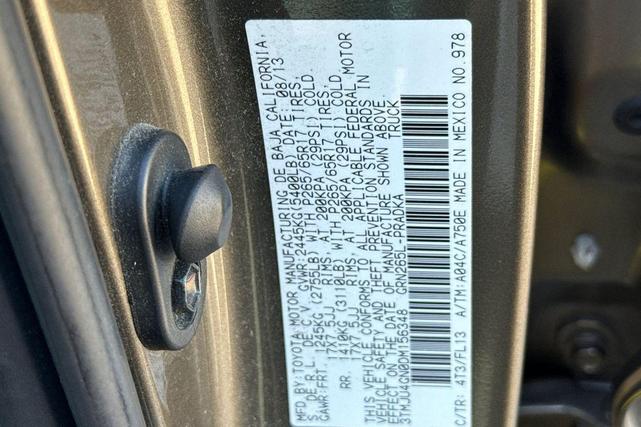 MFD.BY:TOYOTA MOTOR MANUFACTURING DE BAJA CALIFORNIA,
S. DE R.L. DE C.V. GVWR:2445KG(5400LB) DATE: 08/13
GAWR FRT. 1245KG (2755LB) WITH P265/65R17 TIRES,
17X7.5JJ RIMS, AT 200KPA (29PSI) COLD.
RR. 1410KG (3110LB) WITH P265/65R17 TIRES,
17X7.5JJ RIMS, AT 200KPA (29PSI) COLD.
THIS VEHICLE CONFORMS TO ALL APPLICABLE FEDERAL MOTOR
VEHICLE SAFETY AND THEFT PREVENTION STANDARDS IN
EFFECT ON THE DATE OF MANUFACTURE SHOWN ABOVE.
3TMJU4GN0DM156348 TRUCK
GRN265L-PRADKA
C/TR: 4T3/FL13 A/TM:A04C/A750E MADE IN MEXICO NO.978